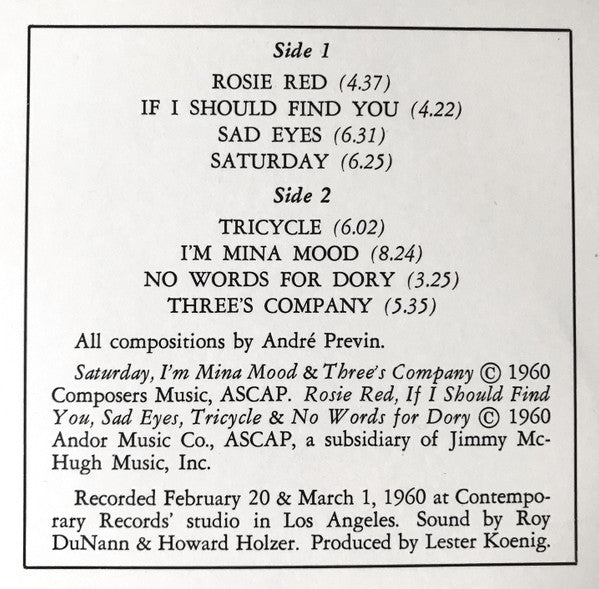 Side 1
ROSIE RED (4.37)
IF I SHOULD FIND YOU (4.22)
SAD EYES (6.31)
SATURDAY (6.25)
Side 2
TRICYCLE (6.02)
I'M MINA MOOD (8.24)
NO WORDS FOR DORY (3.25)
THREE'S COMPANY (5.35)
All compositions by André Previn.
Saturday, I'm Mina Mood & Three's Company © 1960
Composers Music, ASCAP. Rosie Red, If I Should Find
You, Sad Eyes, Tricycle & No Words for Dory © 1960
Andor Music Co., ASCAP, a subsidiary of Jimmy Mc-
Hugh Music, Inc.
Recorded February 20 & March 1, 1960 at Contempo-
rary Records' studio in Los Angeles. Sound by Roy
DuNann & Howard Holzer. Produced by Lester Koenig.